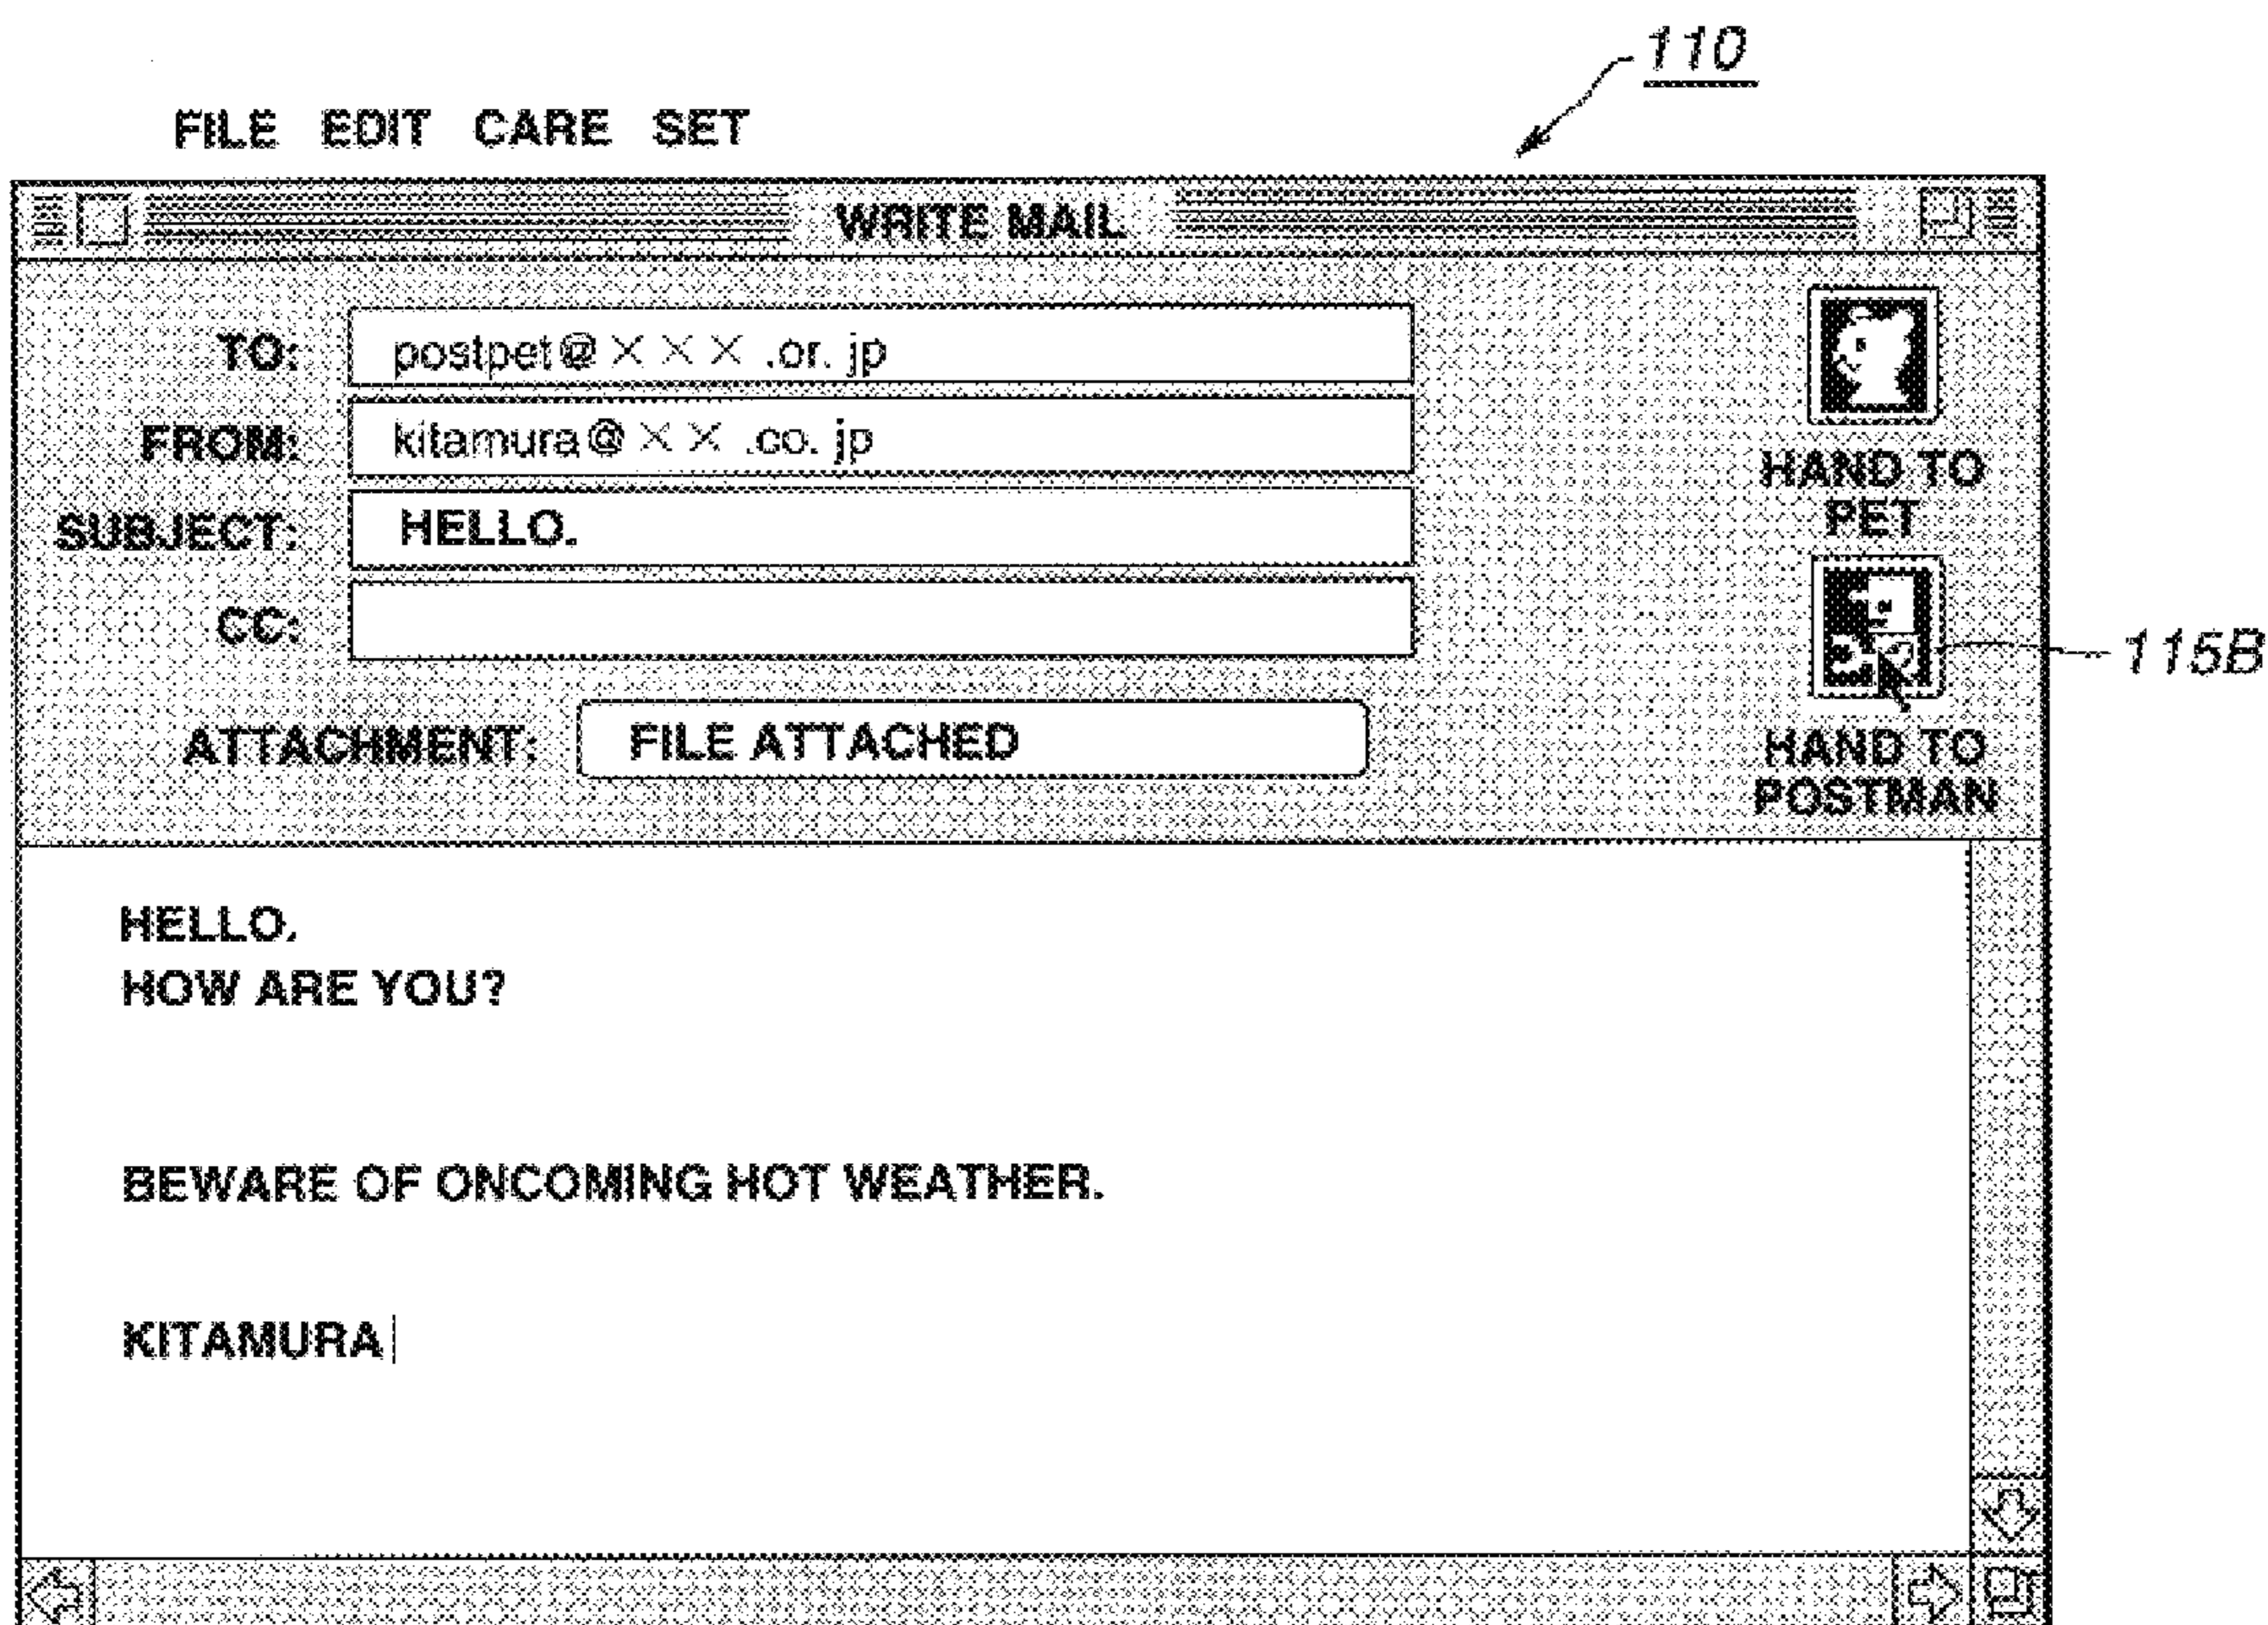 110
FILE EDIT CARE SET
WRITE MAIL
TO: postpet@×××.or.jp
FROM: kitamura@××.co.jp
SUBJECT: HELLO.
CC:
ATTACHMENT: FILE ATTACHED
HAND TO
PET
115B
HAND TO
POSTMAN
HELLO.
HOW ARE YOU?
BEWARE OF ONCOMING HOT WEATHER.
KITAMURA